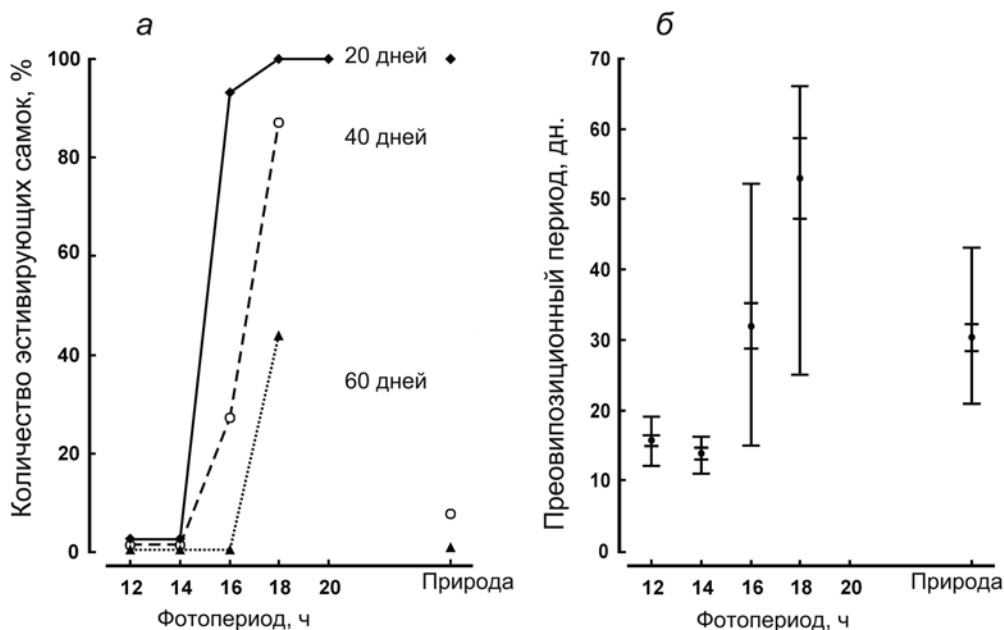 а
Количество эстивирующих самок, %
100
80
60
40
20
0
20 дней
40 дней
60 дней
12 14 16 18 20 Природа
Фотопериод, ч
б
Преовипозиционный период, дн.
70
60
50
40
30
20
10
0
12 14 16 18 20 Природа
Фотопериод, ч